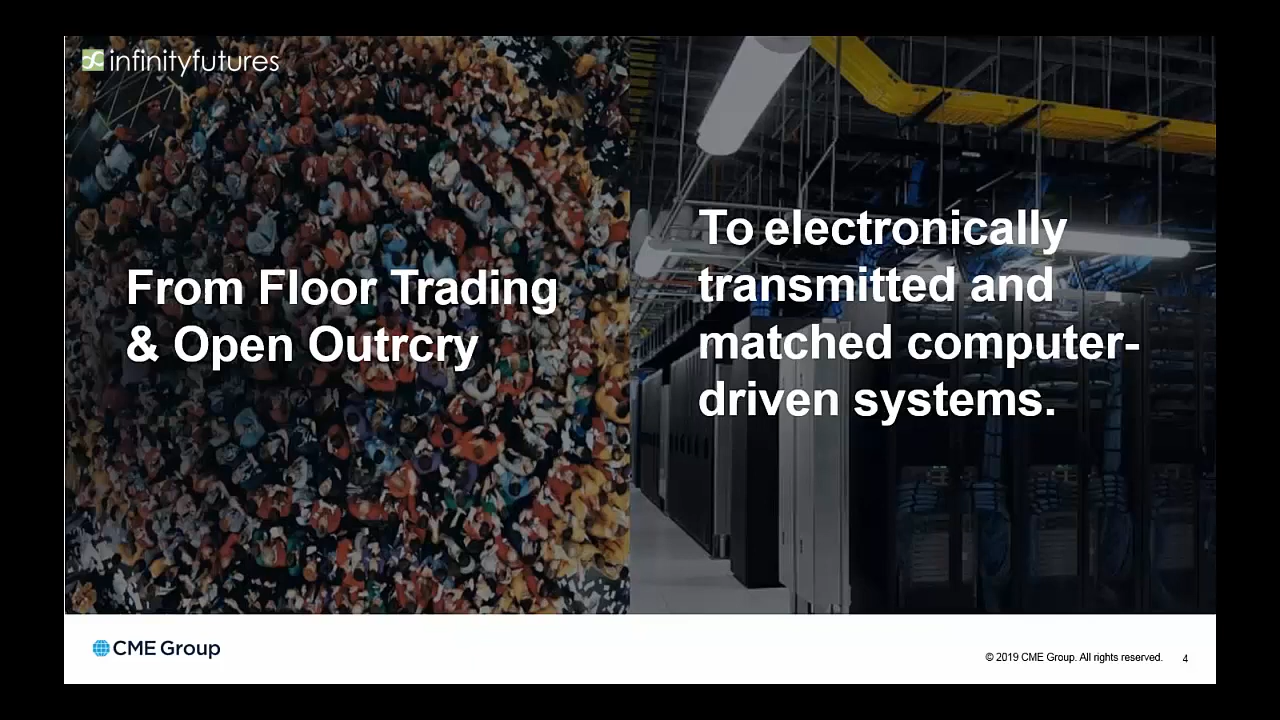 infinityfutures
From Floor Trading
& Open Outrcry
To electronically
transmitted and
matched computer-
driven systems.
CME Group
© 2019 CME Group. All rights reserved.
4